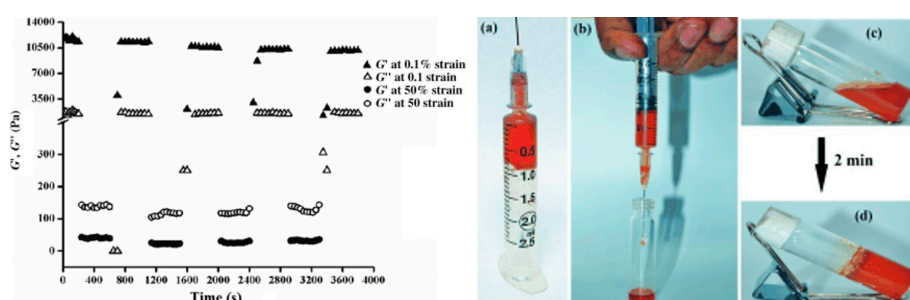 14000
10500
7000
3500
300
200
100
0
G', G'' (Pa)
0 400 800 1200 1600 2000 2400 2800 3200 3600 4000
Time (s)
▲ G' at 0.1% strain
△ G'' at 0.1 strain
● G' at 50% strain
○ G'' at 50 strain
(a)
0.5
1.0
1.5
2.0
2.5
(b)
(c)
2 min
(d)